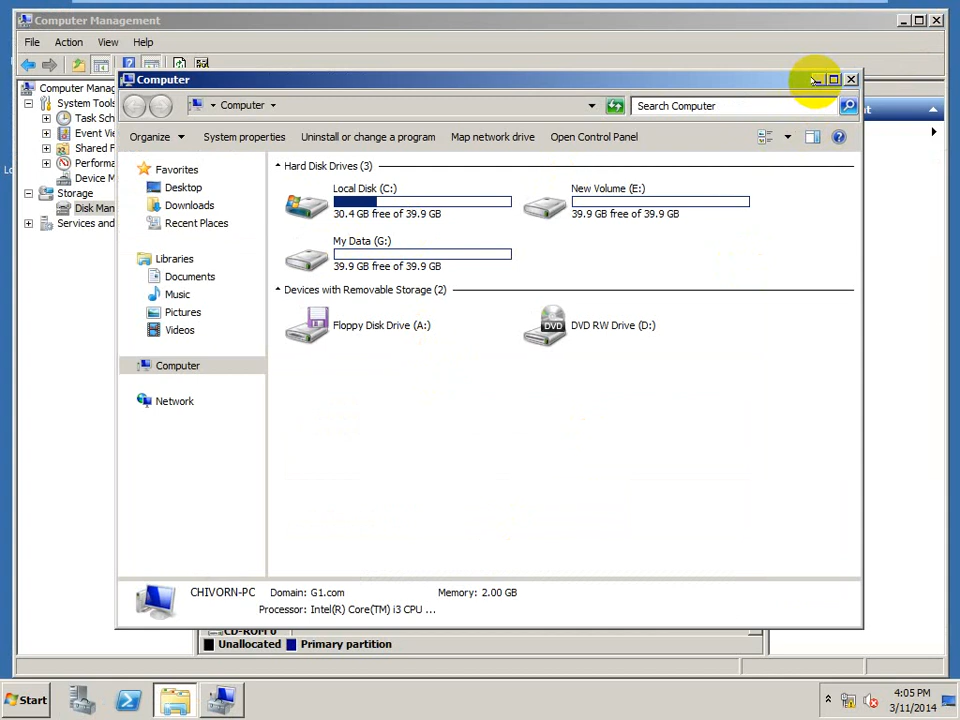 Computer Management
File Action View Help
Computer
Computer
Search Computer
Organize System properties Uninstall or change a program Map network drive Open Control Panel
Computer Manag
System Tools
Task Sch
Event Vi
Shared F
Performa
Device M
Storage
Disk Man
Services and
Favorites
Desktop
Downloads
Recent Places
Libraries
Documents
Music
Pictures
Videos
Computer
Network
Hard Disk Drives (3)
Local Disk (C:)
30.4 GB free of 39.9 GB
New Volume (E:)
39.9 GB free of 39.9 GB
My Data (G:)
39.9 GB free of 39.9 GB
Devices with Removable Storage (2)
Floppy Disk Drive (A:)
DVD
DVD RW Drive (D:)
CHIVORN-PC Domain: G1.com Memory: 2.00 GB
Processor: Intel(R) Core(TM) i3 CPU ...
CD-ROM 0
Unallocated Primary partition
Start
4:05 PM
3/11/2014